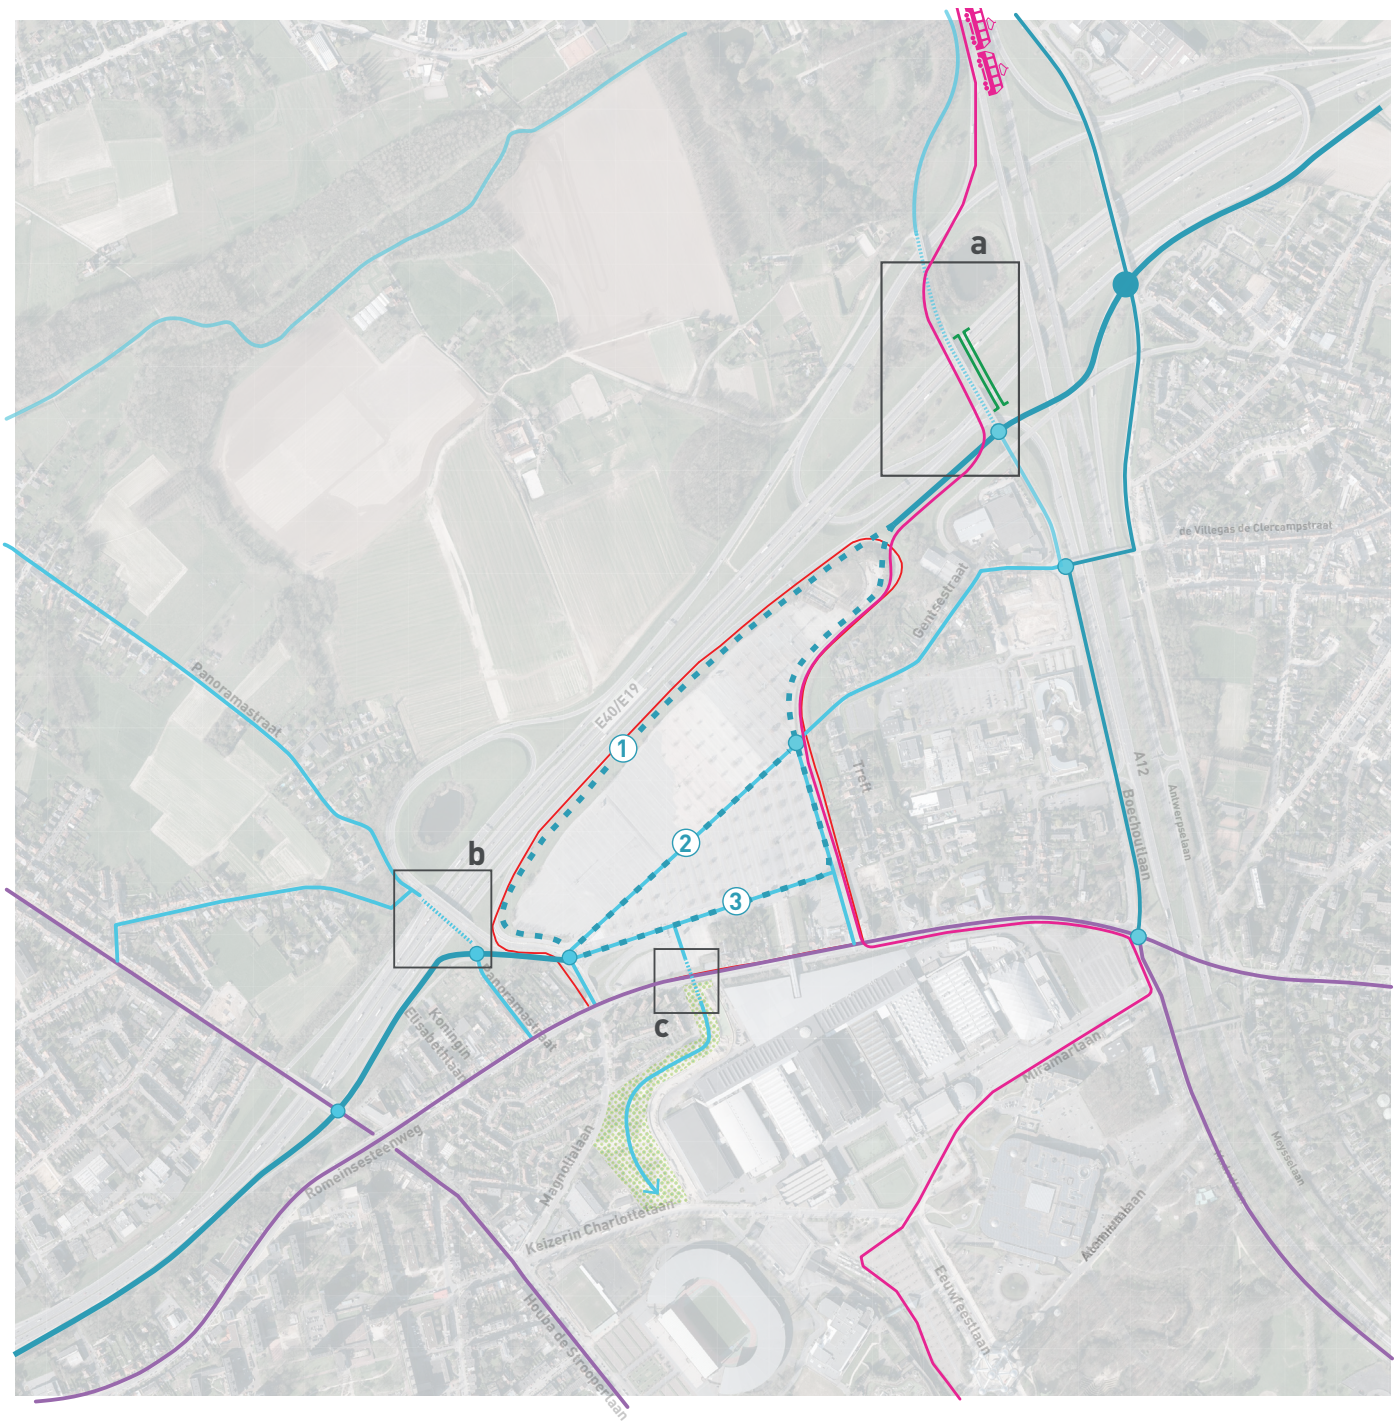 a
de Villegas de Clercampstraat
Gentsestraat
Panoramastraat
E40/E19
1
A12
Treft
Boechoutlaan
Antwerpselaan
2
b
3
Panoramastraat
Koningin
Elisabethlaan
c
Miramarlaan
Romeinsesteenweg
Magnolialaan
Meysselaan
Keizerin Charlottelaan
Atomiumlaan
Eeuwfeestlaan
Houba de Strooperlaan